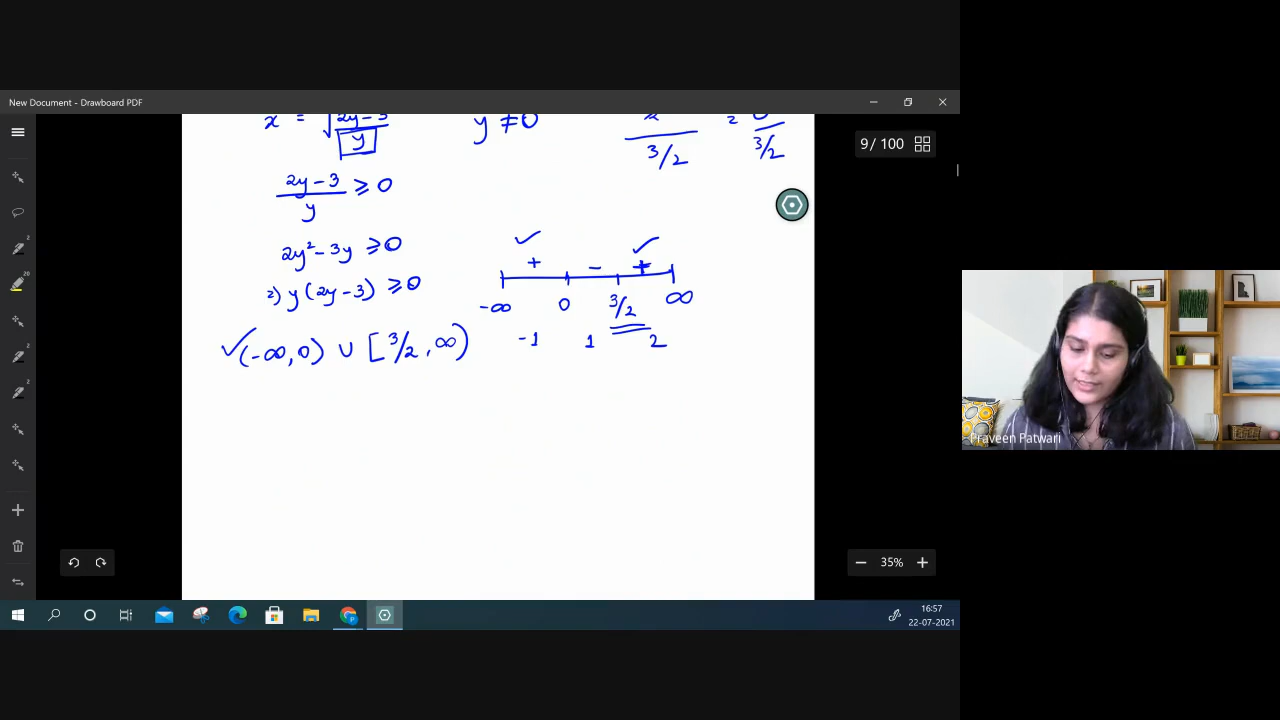 New Document - Drawboard PDF
x = √(2y-3)/y y ≠ 0
3/2 3/2
9 / 100
2y-3/y ≥ 0
2y² - 3y ≥ 0
y(2y-3) ≥ 0
✓ ✓
+ - +
-∞ 0 3/2 ∞
-1 1 2
✓(-∞, 0) ∪ [3/2, ∞)
Praveen Patwari
35%
16:57
22-07-2021